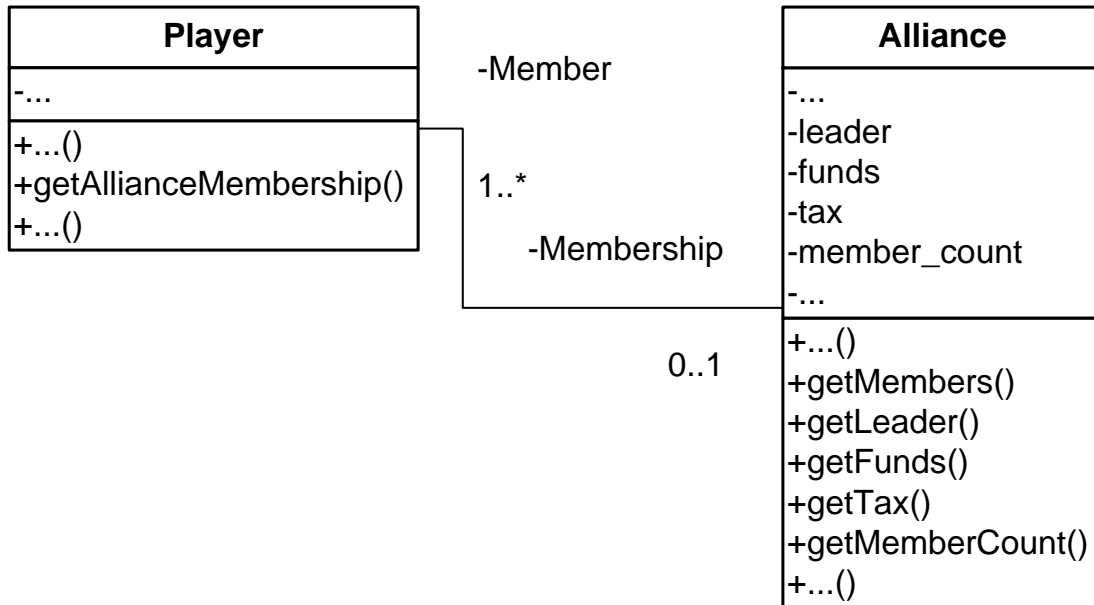 Player
-...
+...()
+getAllianceMembership()
+...()
-Member
1..*
-Membership
0..1
Alliance
-...
-leader
-funds
-tax
-member_count
-...
+...()
+getMembers()
+getLeader()
+getFunds()
+getTax()
+getMemberCount()
+...()